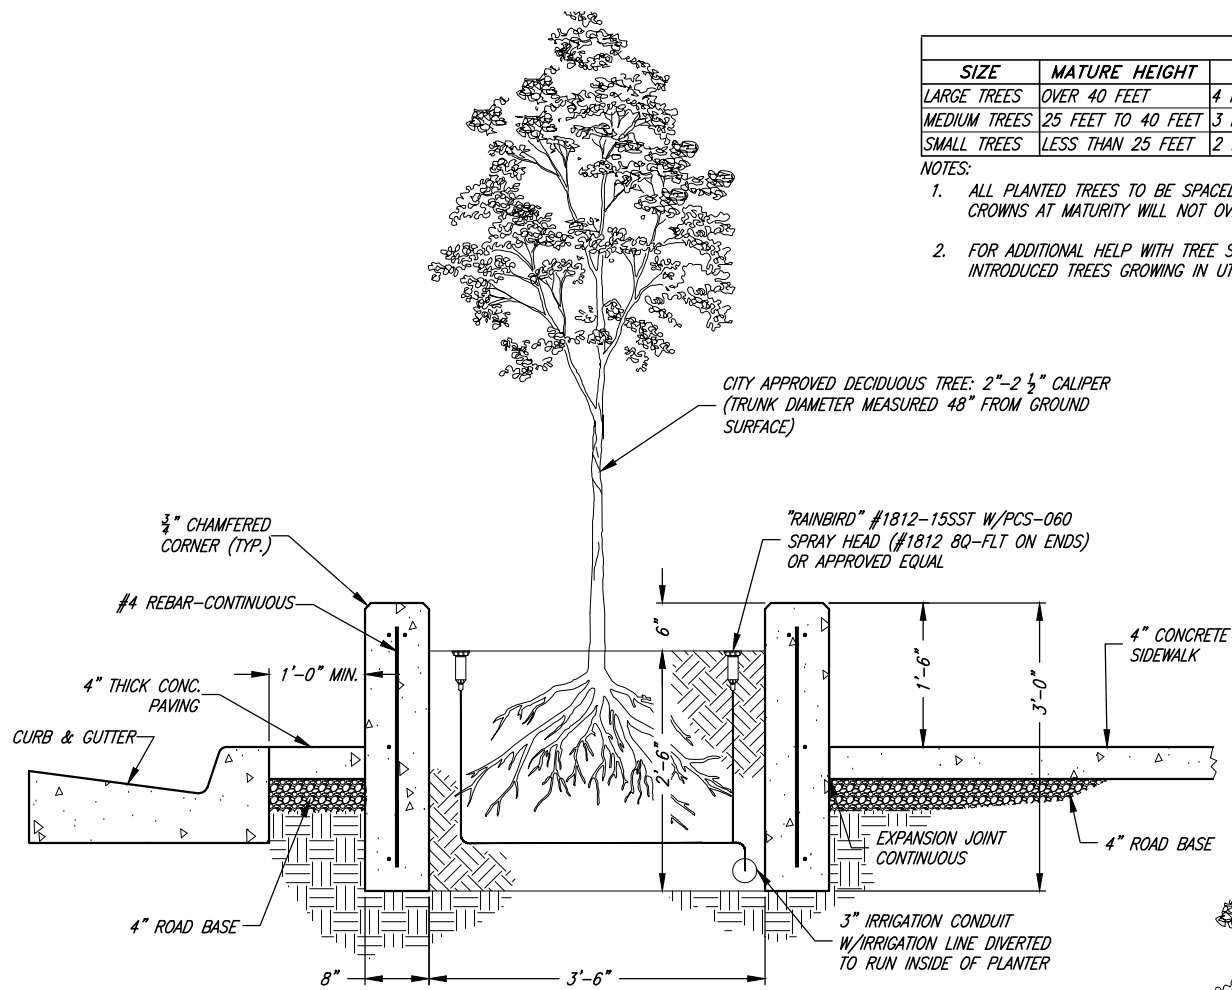 SIZE MATURE HEIGHT
LARGE TREES OVER 40 FEET 4
MEDIUM TREES 25 FEET TO 40 FEET 3
SMALL TREES LESS THAN 25 FEET 2
NOTES:
1. ALL PLANTED TREES TO BE SPACED
CROWNS AT MATURITY WILL NOT OV
2. FOR ADDITIONAL HELP WITH TREE S
INTRODUCED TREES GROWING IN UT
CITY APPROVED DECIDUOUS TREE: 2"-2 1/2" CALIPER
(TRUNK DIAMETER MEASURED 48" FROM GROUND
SURFACE)
3/4" CHAMFERED
CORNER (TYP.)
"RAINBIRD" #1812-15SST W/PCS-060
SPRAY HEAD (#1812 8Q-FLT ON ENDS)
OR APPROVED EQUAL
#4 REBAR-CONTINUOUS
6"
1'-6"
3'-0"
4" CONCRETE
SIDEWALK
1'-0" MIN.
4" THICK CONC.
PAVING
CURB & GUTTER
2'-6"
EXPANSION JOINT
CONTINUOUS
4" ROAD BASE
4" ROAD BASE
3" IRRIGATION CONDUIT
W/IRRIGATION LINE DIVERTED
TO RUN INSIDE OF PLANTER
8"
3'-6"